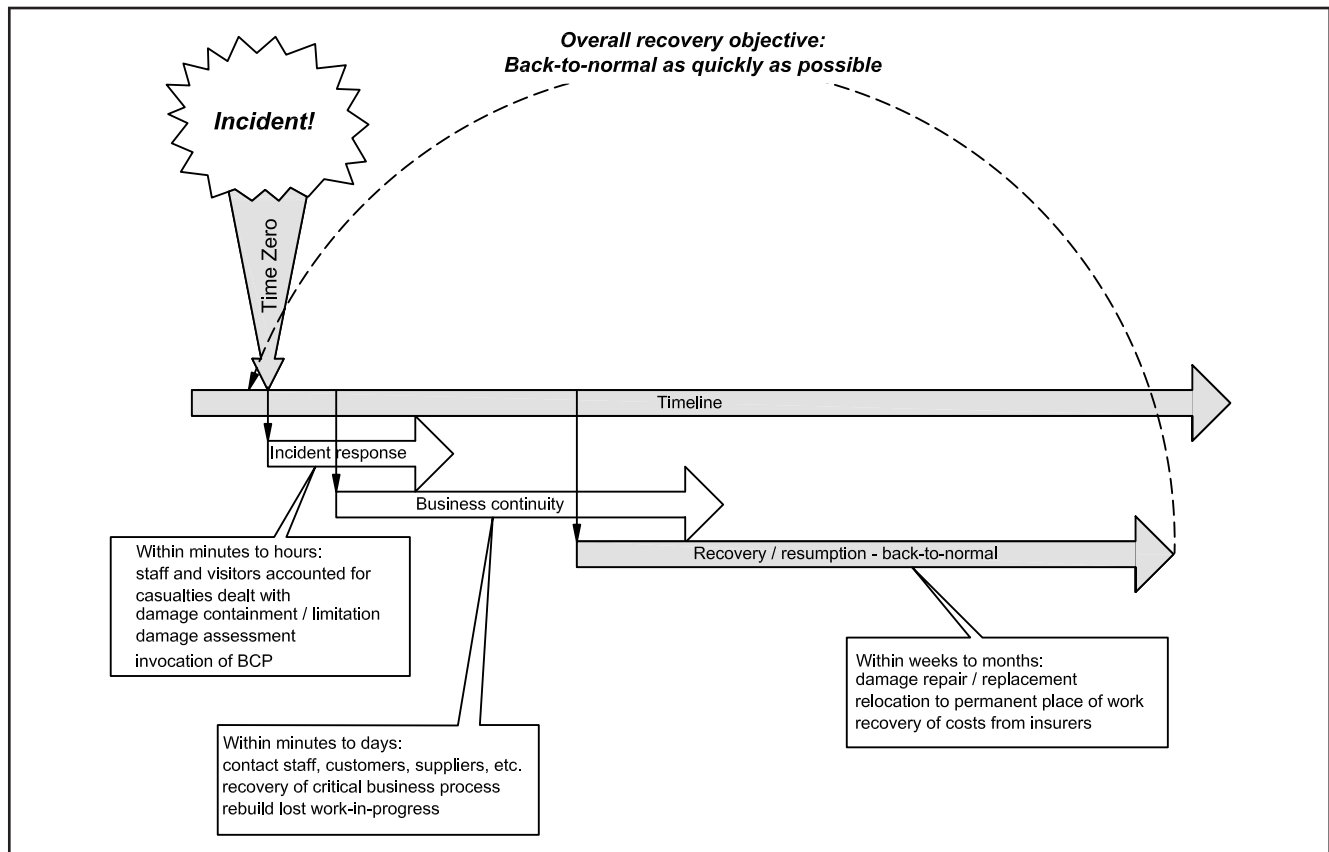 Overall recovery objective:
Back-to-normal as quickly as possible
Incident!
Time Zero
Timeline
Incident response
Business continuity
Recovery / resumption - back-to-normal
Within minutes to hours:
staff and visitors accounted for
casualties dealt with
damage containment / limitation
damage assessment
invocation of BCP
Within minutes to days:
contact staff, customers, suppliers, etc.
recovery of critical business process
rebuild lost work-in-progress
Within weeks to months:
damage repair / replacement
relocation to permanent place of work
recovery of costs from insurers